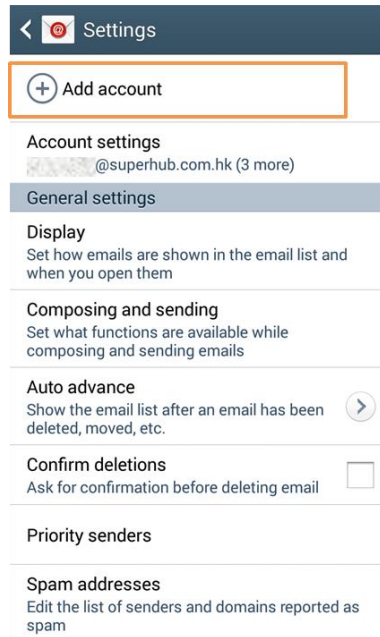 Settings
Add account
Account settings
@superhub.com.hk (3 more)
General settings
Display
Set how emails are shown in the email list and
when you open them
Composing and sending
Set what functions are available while
composing and sending emails
Auto advance
Show the email list after an email has been
deleted, moved, etc.
Confirm deletions
Ask for confirmation before deleting email
Priority senders
Spam addresses
Edit the list of senders and domains reported as
spam